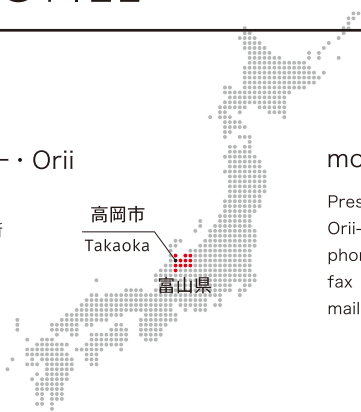 ・Orii
高岡市
Takaoka
富山県
mo
Pres
Orii-
phon
fax
mail